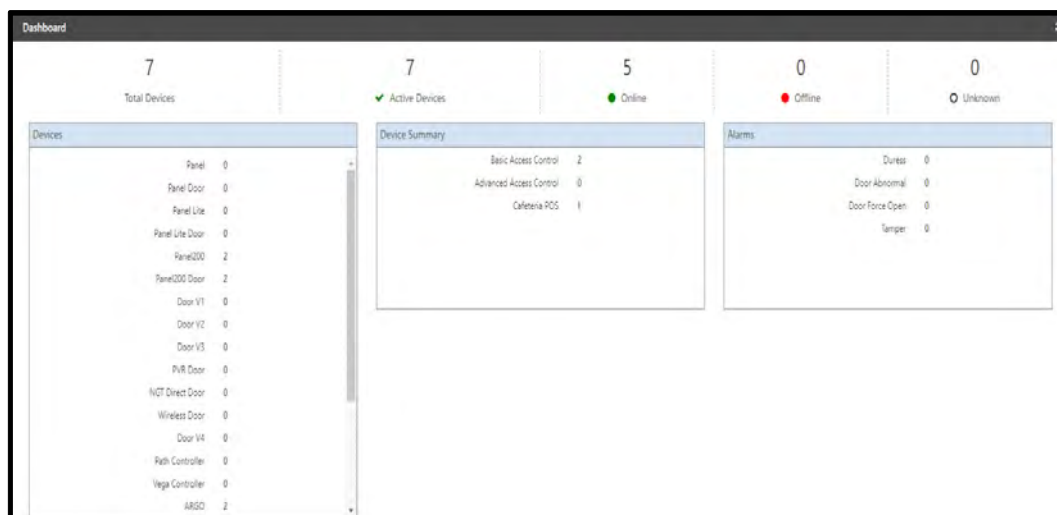 Dashboard
7
Total Devices
7
Active Devices
5
Online
0
Offline
0
Unknown
Devices
Panel 0
Panel Door 0
Panel Lite 0
Panel Lite Door 0
Panel200 2
Panel200 Door 2
Door V1 0
Door V2 0
Door V3 0
PVR Door 0
NGT Direct Door 0
Wireless Door 0
Door V4 0
Path Controller 0
Vega Controller 0
ARGO 2
Device Summary
Basic Access Control 2
Advanced Access Control 0
Cafeteria POS 1
Alarms
Duress 0
Door Abnormal 0
Door Force Open 0
Tamper 0